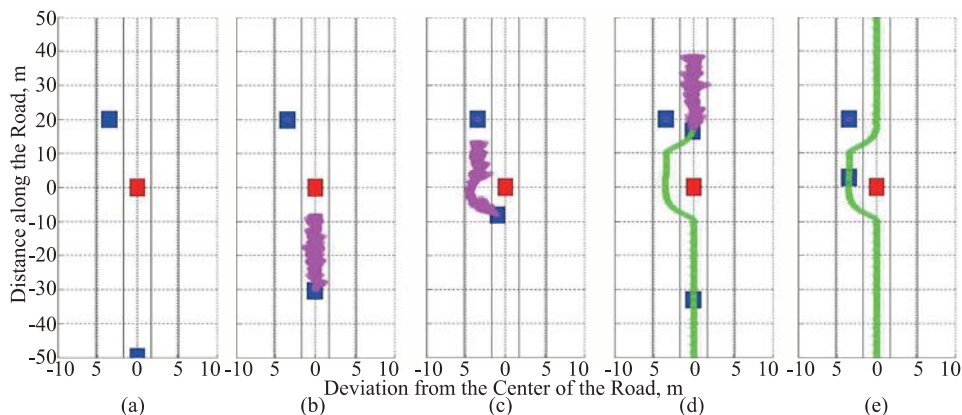 50
40
30
20
10
0
-10
-20
-30
-40
-50
Distance along the Road, m
-10 5 0 5 10 -10 5 0 5 10 -10 5 0 5 10 -10 5 0 5 10 -10 5 0 5 10
Deviation from the Center of the Road, m
(a) (b) (c) (d) (e)